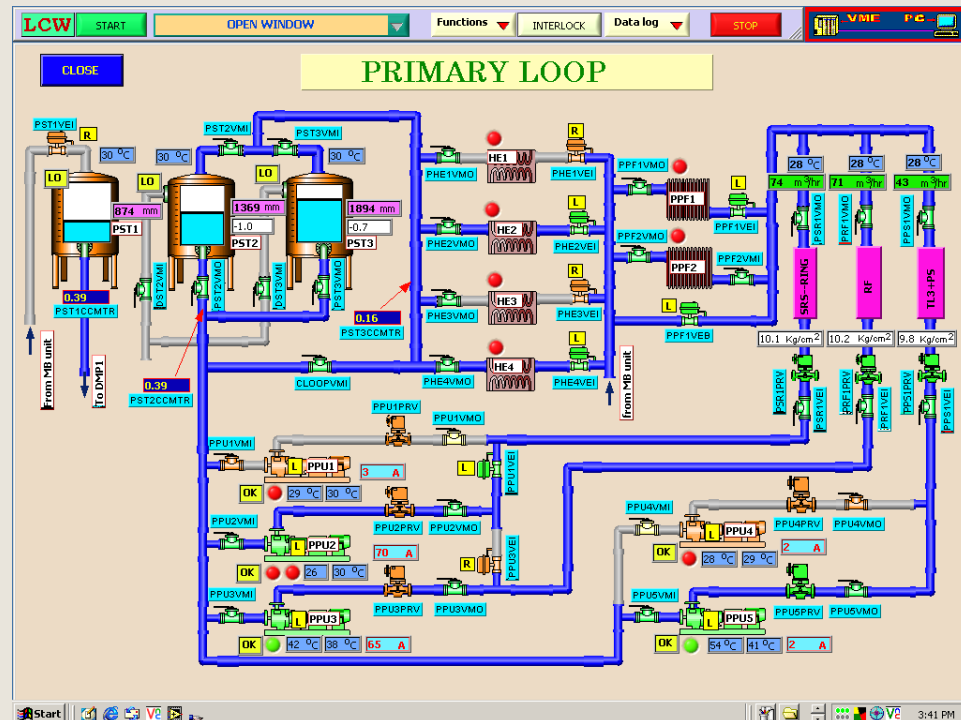 LCW START OPEN WINDOW Functions INTERLOCK Data log STOP VME PC
CLOSE PRIMARY LOOP
PST1VEI R
PST2VMI PST3VMI
30 °C 30 °C 30 °C
LO LO LO
874 mm 1369 mm 1894 mm
-1.0 -0.7
PST1 PST2 PST3
DST2VMI PST2VMO DST3VMI PST3VMO
0.39
PST1CCMTR
0.16
PST3CCMTR
0.39
PST2CCMTR
From MB unit
To DMP1
CLOOPVMI
R
HE1
PHE1VMO PHE1VEI
L
HE2
PHE2VMO PHE2VEI
R
HE3
PHE3VMO PHE3VEI
L
HE4
PHE4VMO PHE4VEI
from MB unit
PPF1VMO
PPF1 L
PPF1VEI
PPF2VMO
PPF2 PPF2VMI
L
PPF1VEB
28 °C 28 °C 28 °C
74 m3/hr 71 m3/hr 43 m3/hr
PSR1VMO PRF1VMO PPS1VMO
SRS--RING RF TL3+PS
10.1 Kg/cm2 10.2 Kg/cm2 9.8 Kg/cm2
PSR1PRV PRF1PRV PPS1PRV
PSR1VEI PRF1VEI PPS1VEI
PPU1PRV
PPU1VMO
PPU1VMI
L PPU1 3 A
L PPU1VEI
OK 29 °C 30 °C
PPU2VMI PPU2PRV PPU2VMO
L PPU2 70 A
R PPU3VEI
OK 26 30 °C
PPU3VMI PPU3PRV PPU3VMO
L PPU3
OK 42 °C 38 °C 65 A
PPU4VMI PPU4PRV PPU4VMO
L PPU4 2 A
OK 28 °C 29 °C
PPU5VMI PPU5PRV PPU5VMO
L PPU5
OK 54 °C 41 °C 2 A
Start 3:41 PM